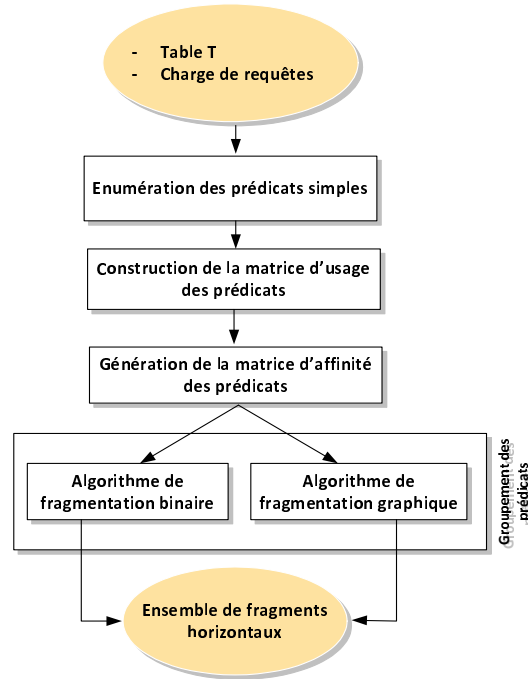 - Table T
- Charge de requêtes
Enumération des prédicats simples
Construction de la matrice d’usage
des prédicats
Génération de la matrice d’affinité
des prédicats
Algorithme de
fragmentation binaire
Algorithme de
fragmentation graphique
Groupement des
prédicats
Ensemble de fragments
horizontaux